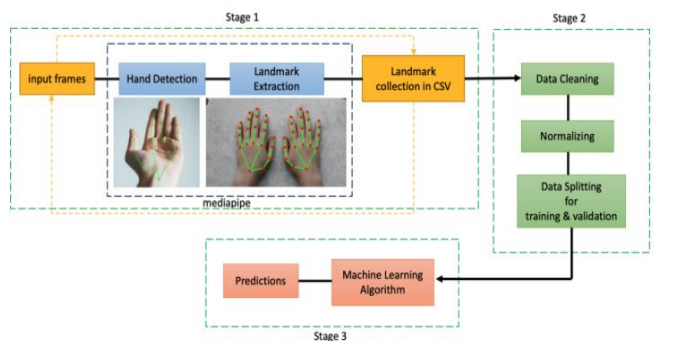 Stage 1
Stage 2
input frames
Hand Detection
Landmark
Extraction
Landmark
collection in CSV
mediapipe
Data Cleaning
Normalizing
Data Splitting
for
training & validation
Predictions
Machine Learning
Algorithm
Stage 3